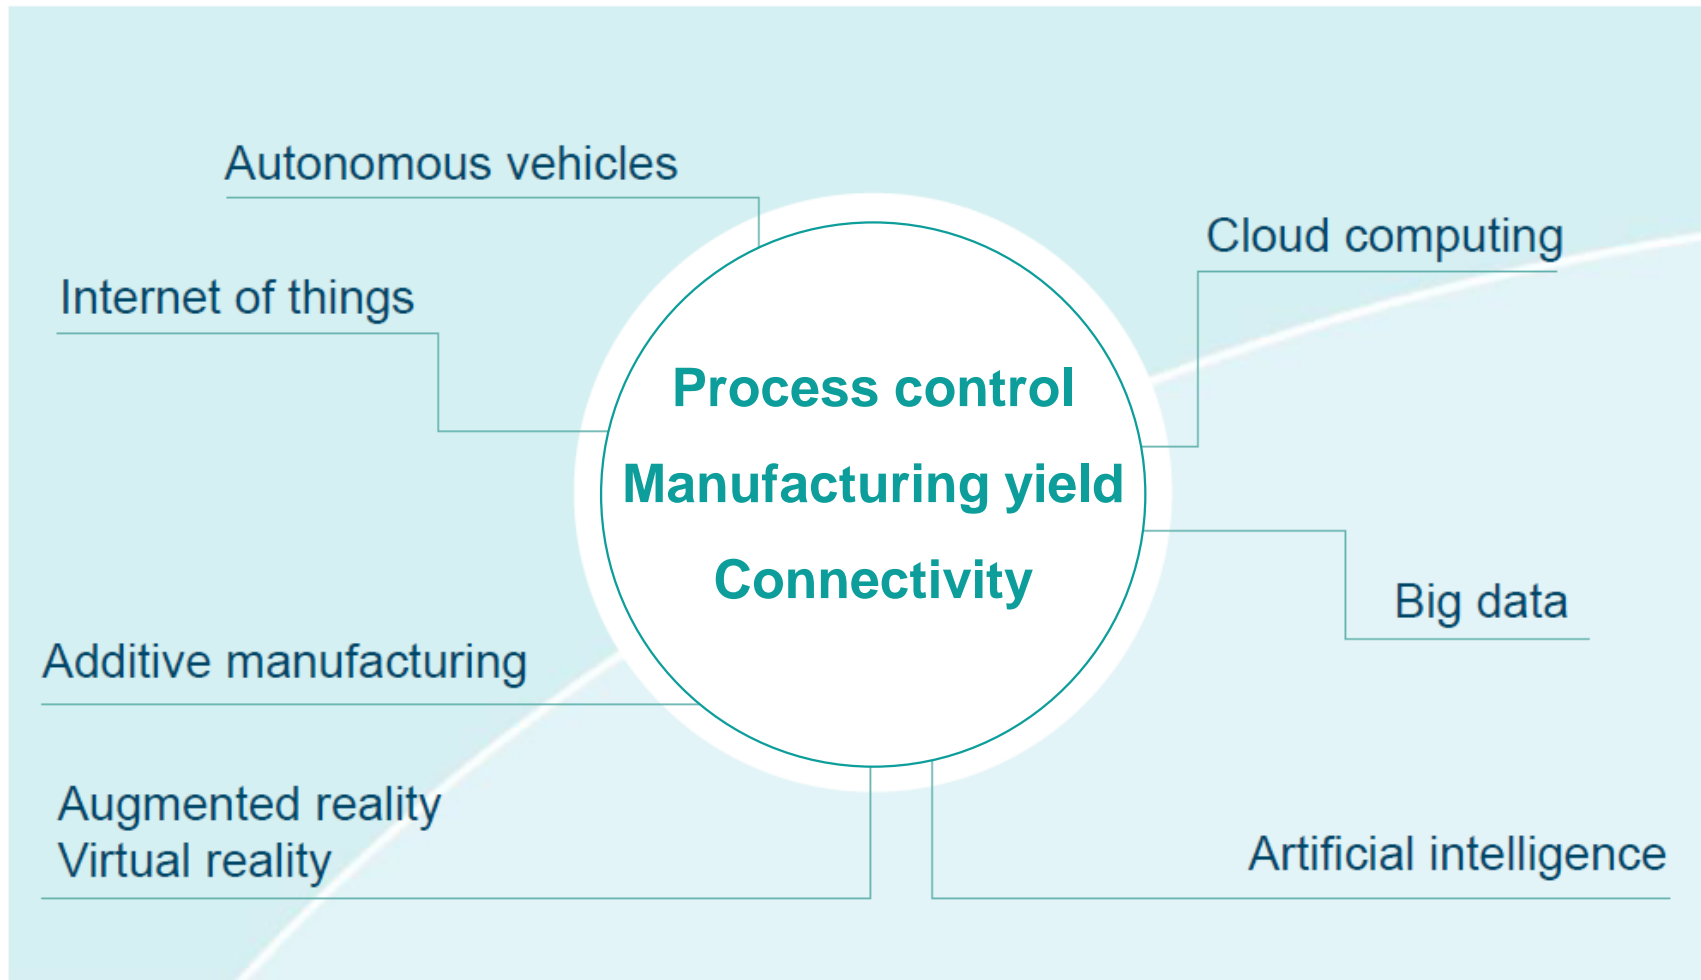 Autonomous vehicles
Cloud computing
Internet of things
Process control
Manufacturing yield
Connectivity
Big data
Additive manufacturing
Augmented reality
Virtual reality
Artificial intelligence